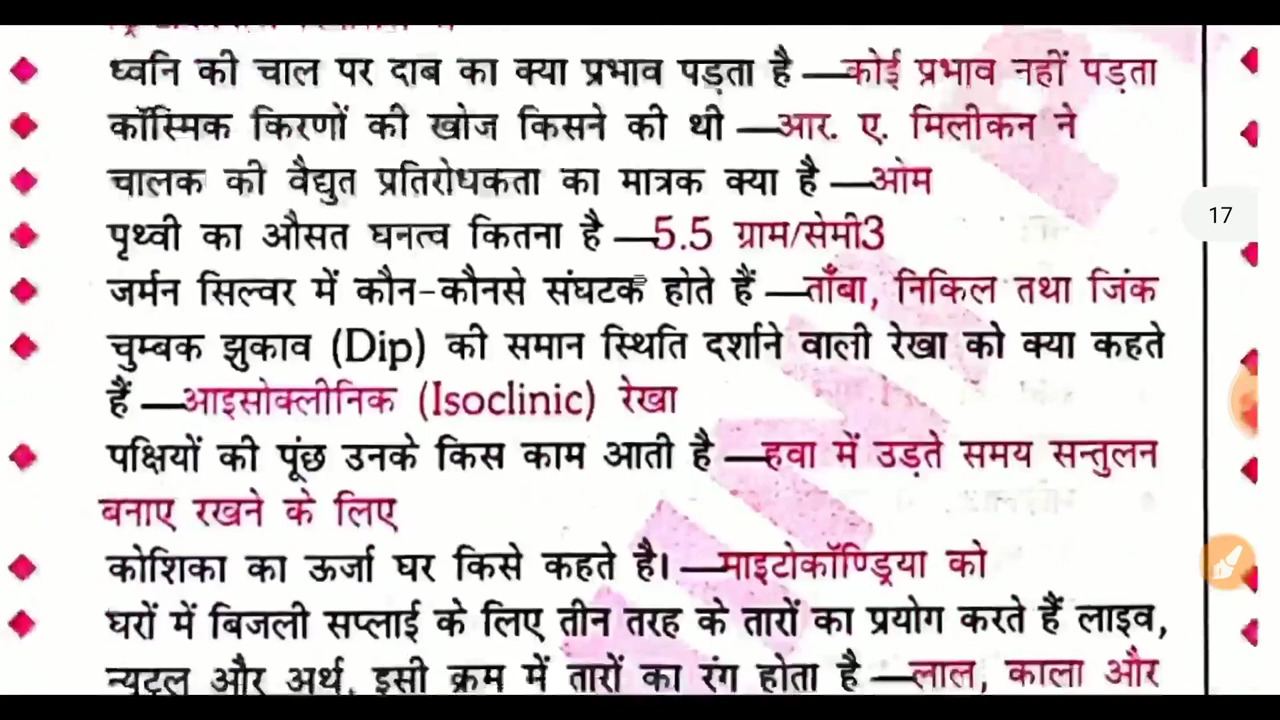 ध्वनि की चाल पर दाब का क्या प्रभाव पड़ता है —कोई प्रभाव नहीं पड़ता
कॉस्मिक किरणों की खोज किसने की थी —आर. ए. मिलीकन ने
चालक की वैद्युत प्रतिरोधकता का मात्रक क्या है —ओम
17
पृथ्वी का औसत घनत्व कितना है —5.5 ग्राम/सेमी3
जर्मन सिल्वर में कौन-कौनसे संघटक होते हैं —ताँबा, निकिल तथा जिंक
चुम्बक झुकाव (Dip) की समान स्थिति दर्शाने वाली रेखा को क्या कहते
हैं —आइसोक्लीनिक (Isoclinic) रेखा
पक्षियों की पूंछ उनके किस काम आती है —हवा में उड़ते समय सन्तुलन
बनाए रखने के लिए
कोशिका का ऊर्जा घर किसे कहते है। —माइटोकॉण्ड्रिया को
घरों में बिजली सप्लाई के लिए तीन तरह के तारों का प्रयोग करते हैं लाइव,
न्यूट्रल और अर्थ, इसी क्रम में तारों का रंग होता है —लाल, काला और